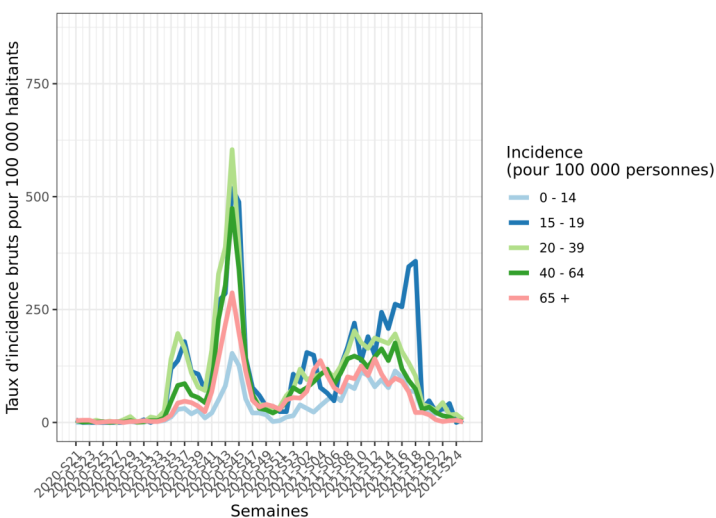 Taux d'incidence bruts pour 100 000 habitants
750
500
250
0
2020-S21
2020-S23
2020-S25
2020-S27
2020-S29
2020-S31
2020-S33
2020-S35
2020-S37
2020-S39
2020-S41
2020-S43
2020-S45
2020-S47
2020-S49
2020-S51
2020-S53
2021-S02
2021-S04
2021-S06
2021-S08
2021-S10
2021-S12
2021-S14
2021-S16
2021-S18
2021-S20
2021-S22
2021-S24
Semaines
Incidence
(pour 100 000 personnes)
0 - 14
15 - 19
20 - 39
40 - 64
65 +